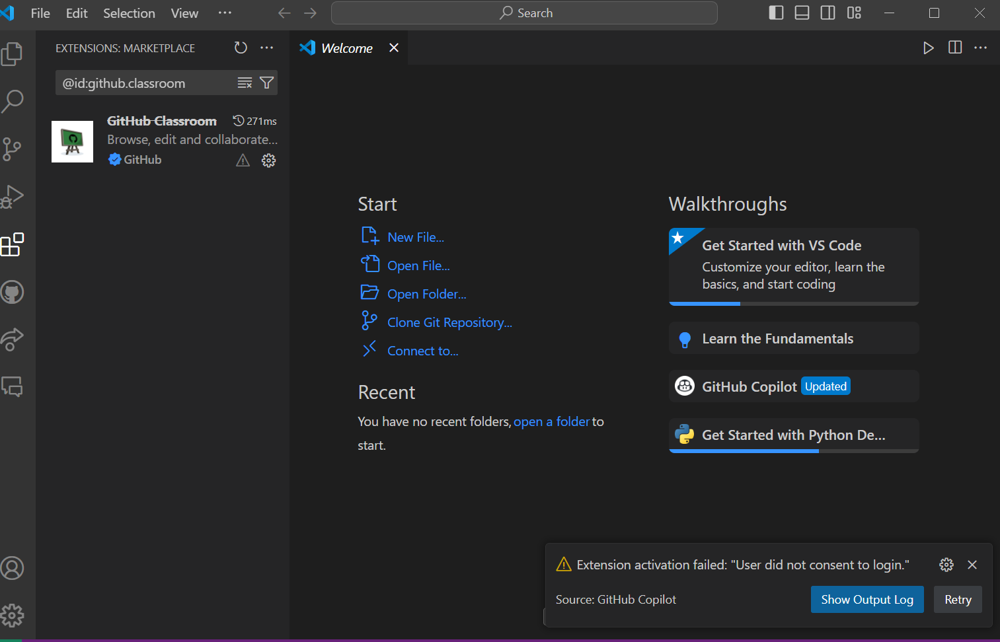 File Edit Selection View ··· Search
EXTENSIONS: MARKETPLACE
Welcome
@id:github.classroom
GitHub Classroom 271ms
Browse, edit and collaborate...
GitHub
Start
New File...
Open File...
Open Folder...
Clone Git Repository...
Connect to...
Recent
You have no recent folders, open a folder to
start.
Walkthroughs
Get Started with VS Code
Customize your editor, learn the
basics, and start coding
Learn the Fundamentals
GitHub Copilot Updated
Get Started with Python De...
Extension activation failed: "User did not consent to login."
Source: GitHub Copilot
Show Output Log
Retry